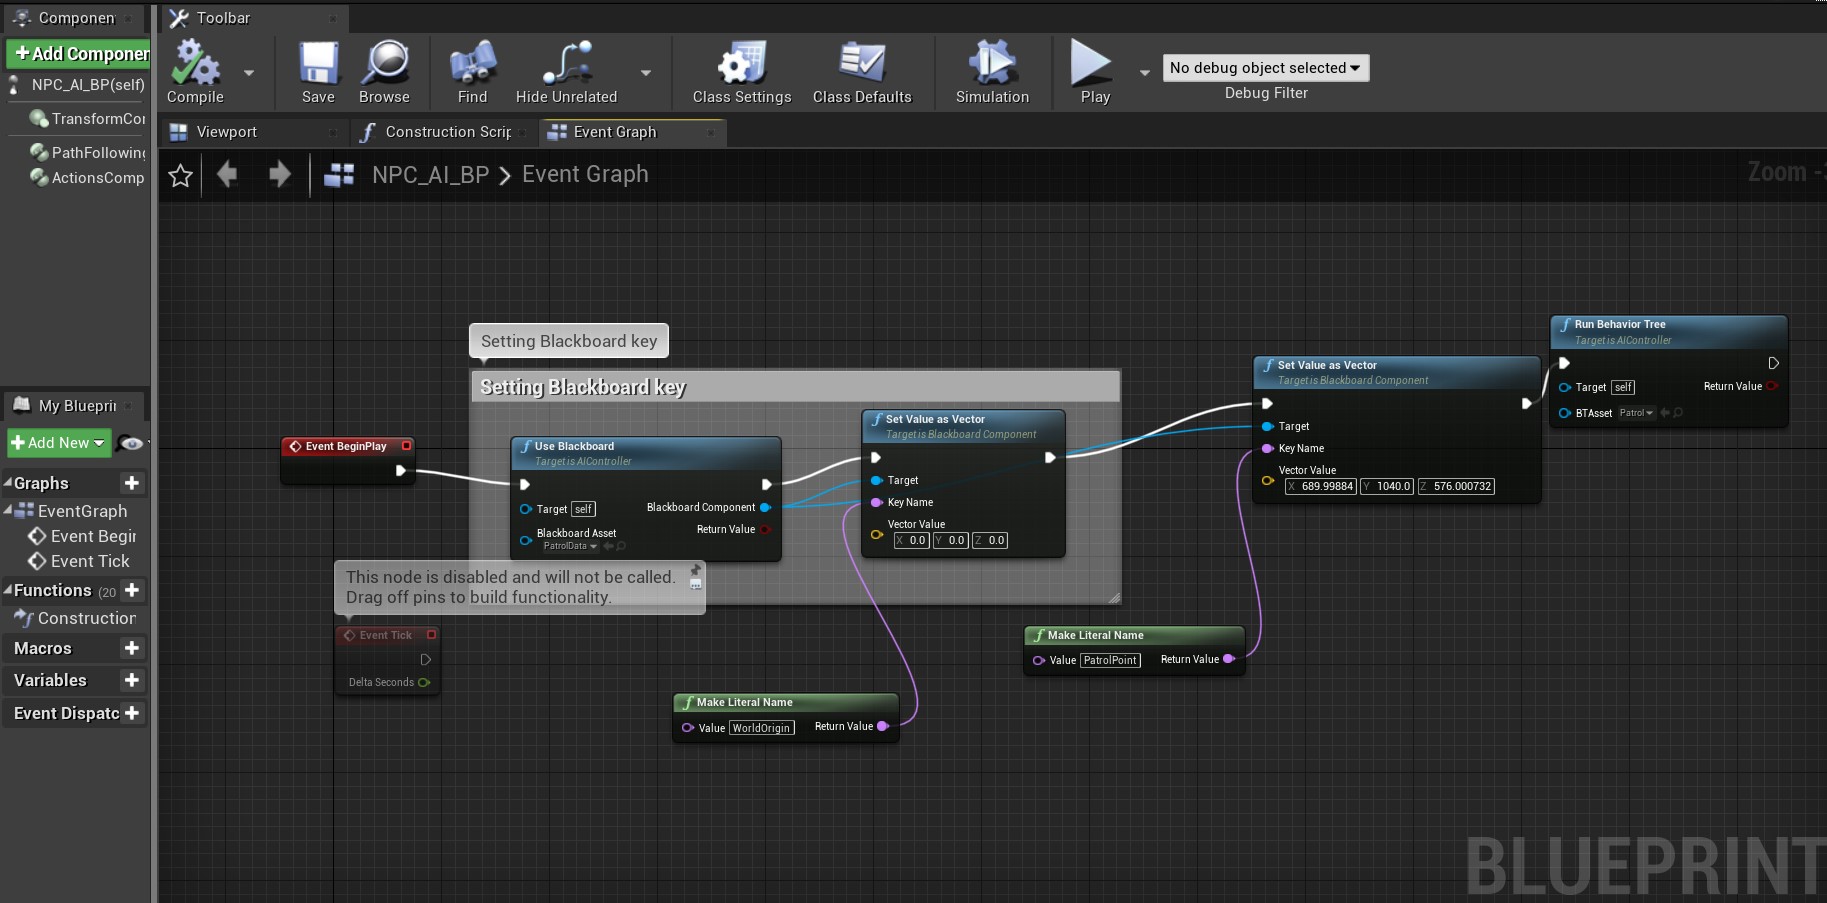 Componen
Toolbar
Add Componen
NPC_AI_BP(self)
TransformCor
PathFollowing
ActionsComp
Compile
Save
Browse
Find
Hide Unrelated
Class Settings
Class Defaults
Simulation
Play
No debug object selected
Debug Filter
Viewport
Construction Scrip
Event Graph
NPC_AI_BP
Event Graph
Zoom -3
My Blueprin
Add New
Graphs
EventGraph
Event Begin
Event Tick
Functions (20
Construction
Macros
Variables
Event Dispatc
Setting Blackboard key
Setting Blackboard key
Event BeginPlay
Use Blackboard
Target is AIController
Target self
Blackboard Component
Blackboard Asset
PatrolData
Return Value
Set Value as Vector
Target is Blackboard Component
Target
Key Name
Vector Value
X 0.0 Y 0.0 Z 0.0
Set Value as Vector
Target is Blackboard Component
Target
Key Name
Vector Value
X 689.99884 Y 1040.0 Z 576.000732
Run Behavior Tree
Target is AIController
Target self
Return Value
BTAsset Patrol
This node is disabled and will not be called.
Drag off pins to build functionality.
Event Tick
Delta Seconds
Make Literal Name
Value WorldOrigin Return Value
Make Literal Name
Value PatrolPoint Return Value
BLUEPRINT